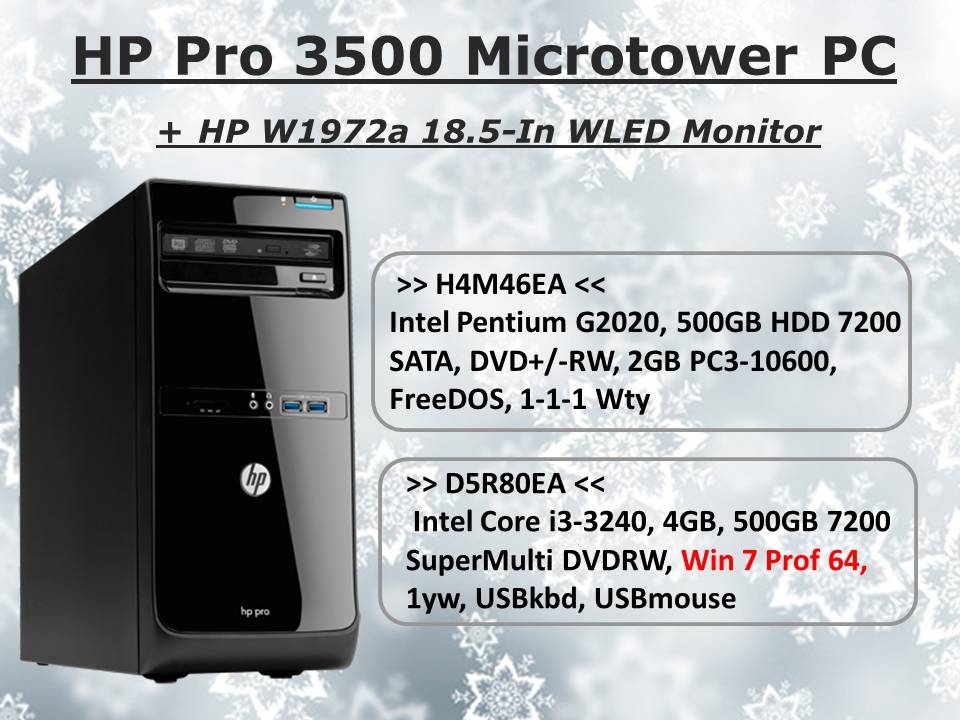 HP Pro 3500 Microtower PC
+ HP W1972a 18.5-In WLED Monitor
>> H4M46EA <<
Intel Pentium G2020, 500GB HDD 7200
SATA, DVD+/-RW, 2GB PC3-10600,
FreeDOS, 1-1-1 Wty
>> D5R80EA <<
Intel Core i3-3240, 4GB, 500GB 7200
SuperMulti DVDRW, Win 7 Prof 64,
1yw, USBkbd, USBmouse
hp
hp pro